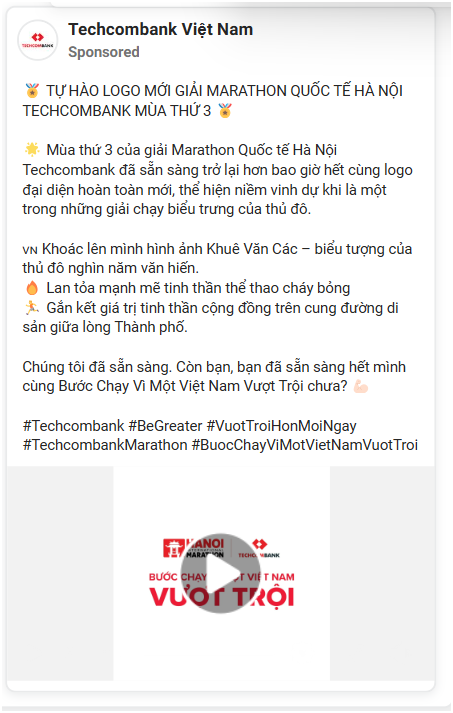 Techcombank Việt Nam
Sponsored
TECHCOMBANK
🏅 TỰ HÀO LOGO MỚI GIẢI MARATHON QUỐC TẾ HÀ NỘI
TECHCOMBANK MÙA THỨ 3 🏅
🌟 Mùa thứ 3 của giải Marathon Quốc tế Hà Nội
Techcombank đã sẵn sàng trở lại hơn bao giờ hết cùng logo
đại diện hoàn toàn mới, thể hiện niềm vinh dự khi là một
trong những giải chạy biểu trưng của thủ đô.
VN Khoác lên mình hình ảnh Khuê Văn Các – biểu tượng của
thủ đô nghìn năm văn hiến.
🔥 Lan tỏa mạnh mẽ tinh thần thể thao cháy bỏng
🏃 Gắn kết giá trị tinh thần cộng đồng trên cung đường di
sản giữa lòng Thành phố.
Chúng tôi đã sẵn sàng. Còn bạn, bạn đã sẵn sàng hết mình
cùng Bước Chạy Vì Một Việt Nam Vượt Trội chưa? 💪🏻
#Techcombank #BeGreater #VuotTroiHonMoiNgay
#TechcombankMarathon #BuocChayViMotVietNamVuotTroi
HANOI
INTERNATIONAL
MARATHON
TECHCOMBANK
BƯỚC CHẠY MỘT VIỆT NAM
VƯỢT TRỘI